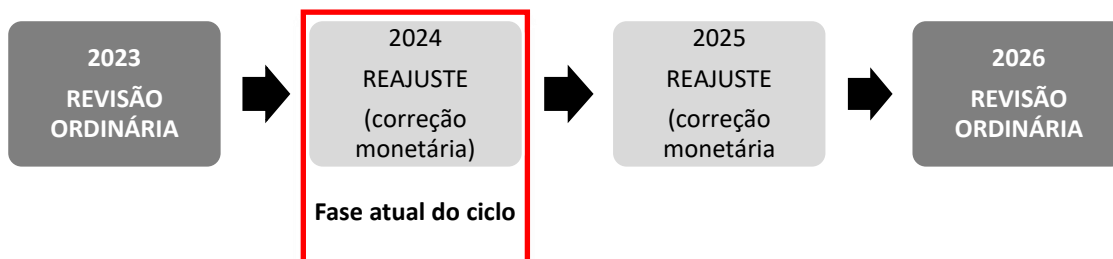 2023
REVISÃO
ORDINÁRIA
2024
REAJUSTE
(correção
monetária)
Fase atual do ciclo
2025
REAJUSTE
(correção
monetária
2026
REVISÃO
ORDINÁRIA